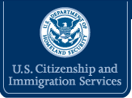 U.S. Citizenship and
Immigration Services